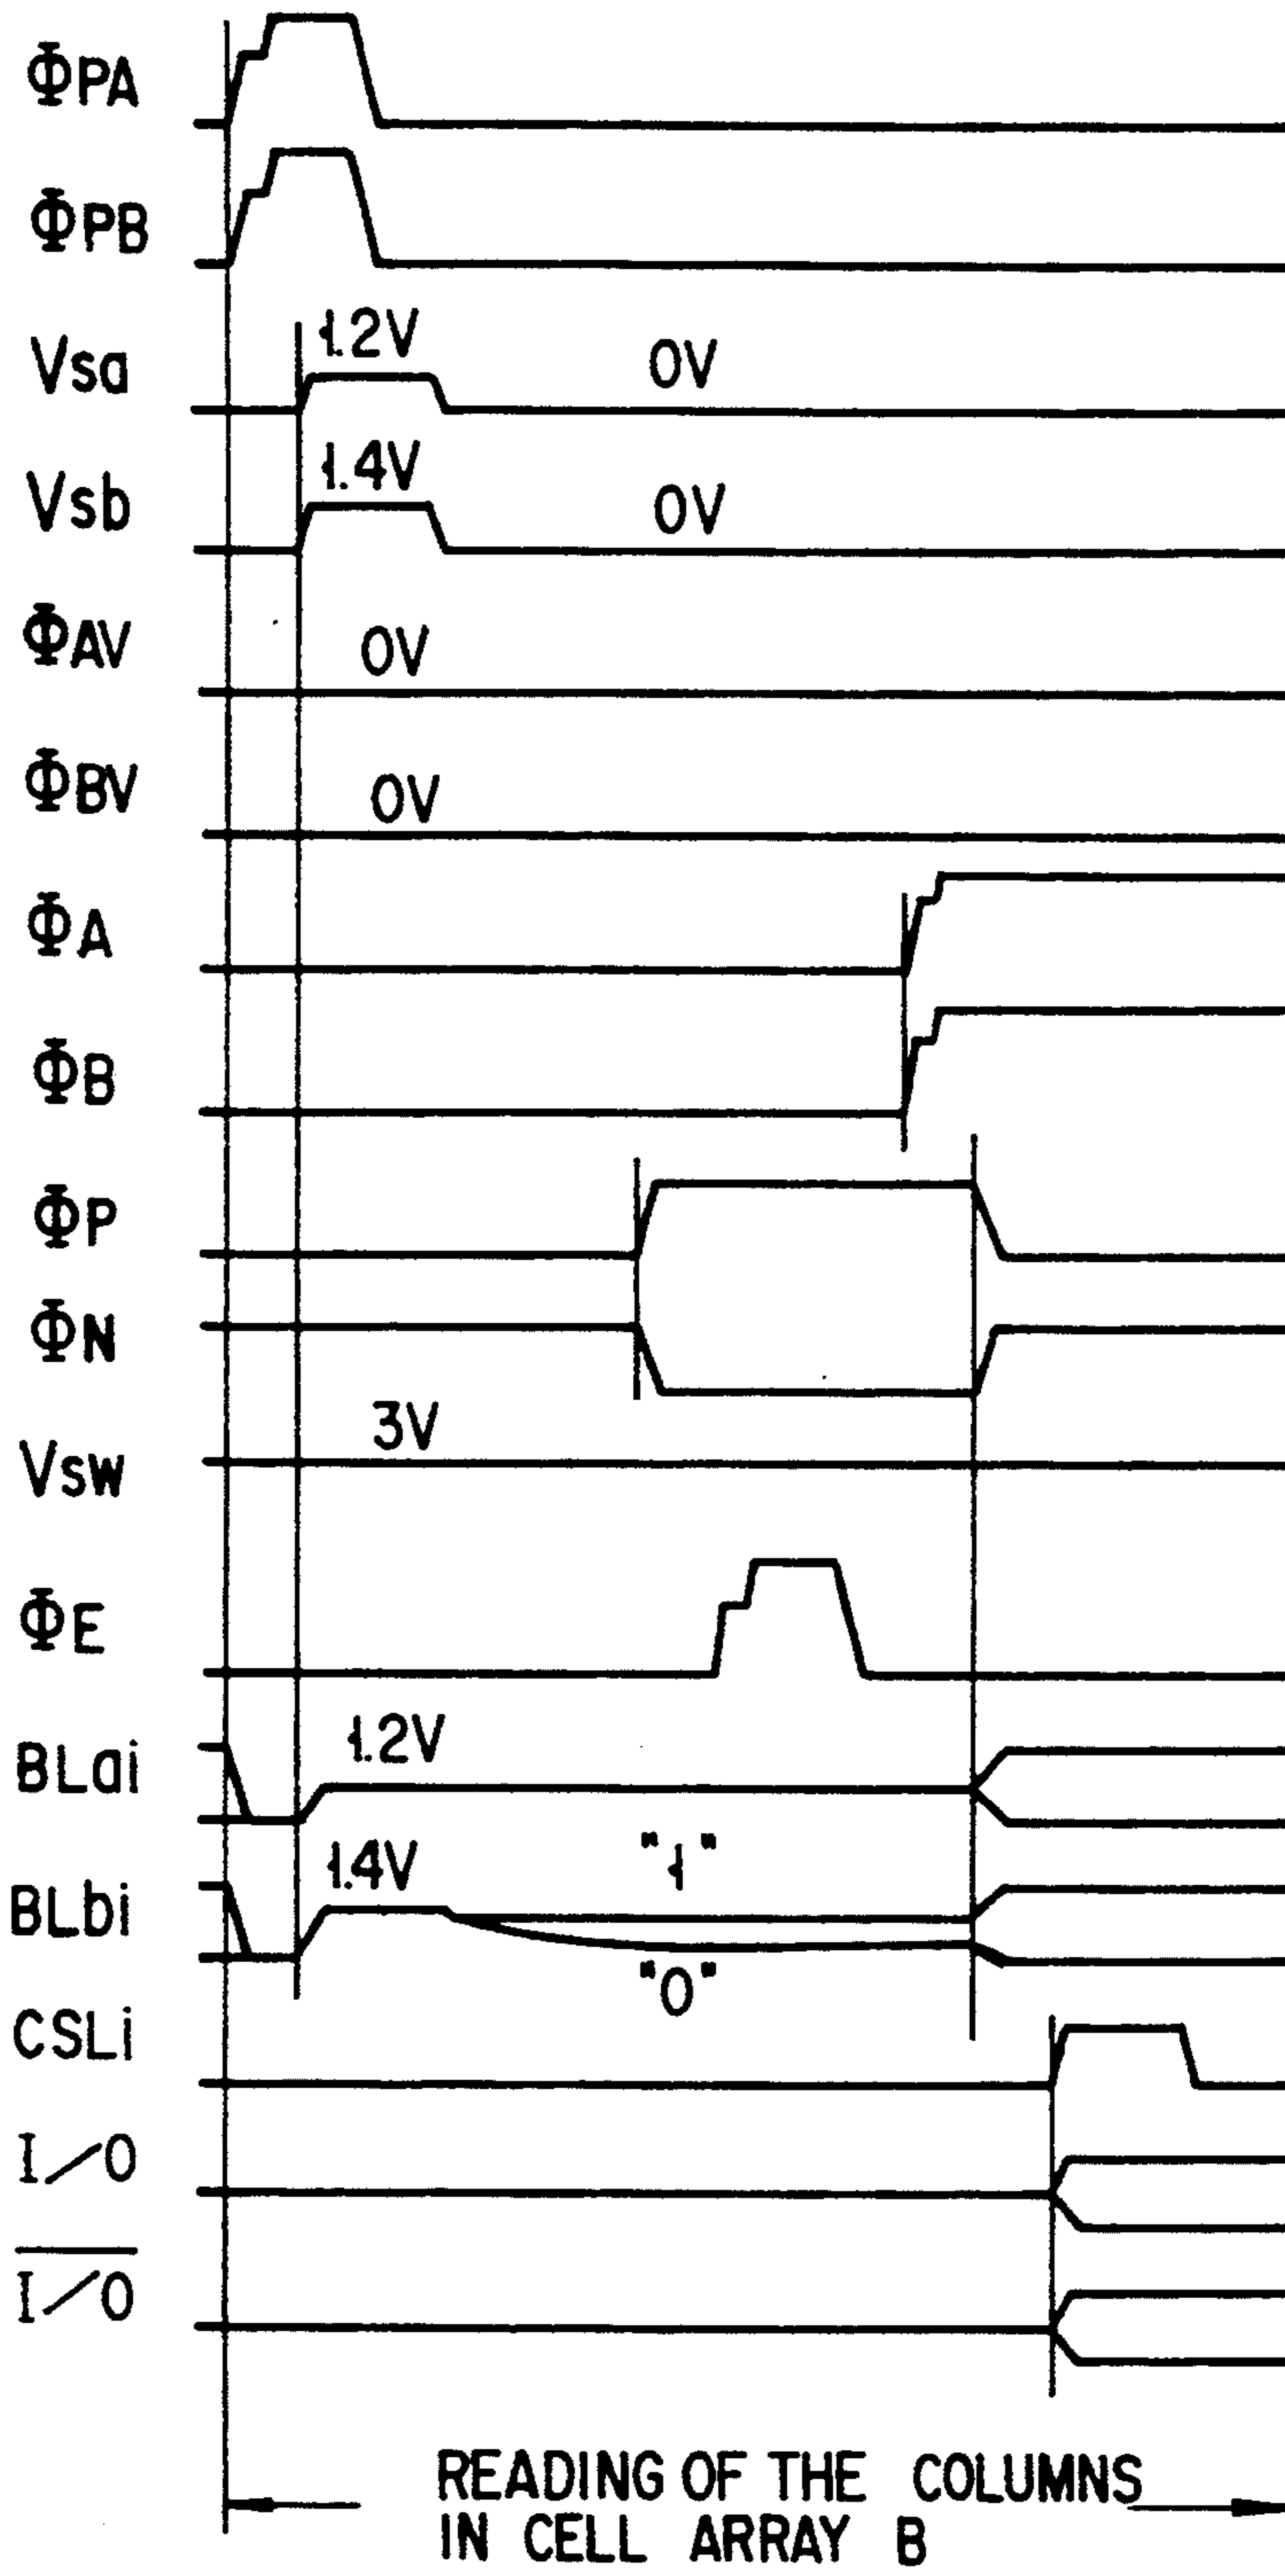 ΦPA
ΦPB
Vsa 1.2V 0V
Vsb 1.4V 0V
ΦAV 0V
ΦBV 0V
ΦA
ΦB
ΦP
ΦN
Vsw 3V
ΦE
BLai 1.2V
BLbi 1.4V "1"
"0"
CSLi
I/O
I/O
READING OF THE COLUMNS
IN CELL ARRAY B